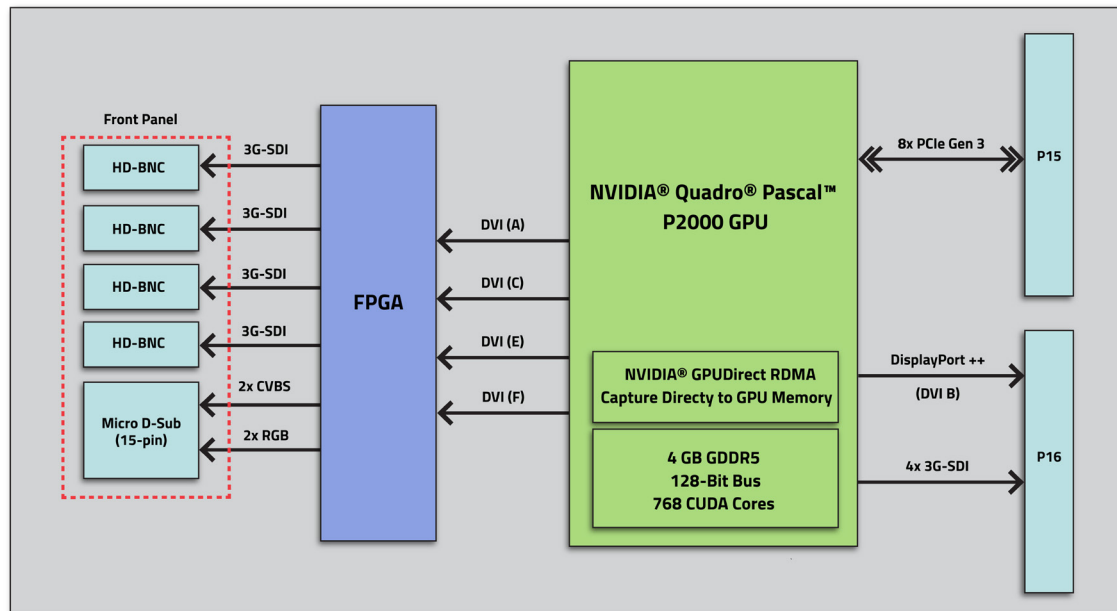 Front Panel
HD-BNC
3G-SDI
HD-BNC
3G-SDI
HD-BNC
3G-SDI
HD-BNC
3G-SDI
Micro D-Sub
(15-pin)
2x CVBS
2x RGB
FPGA
DVI (A)
DVI (C)
DVI (E)
DVI (F)
NVIDIA® Quadro® Pascal™
P2000 GPU
NVIDIA® GPUDirect RDMA
Capture Directy to GPU Memory
4 GB GDDR5
128-Bit Bus
768 CUDA Cores
8x PCIe Gen 3
P15
DisplayPort ++
(DVI B)
4x 3G-SDI
P16